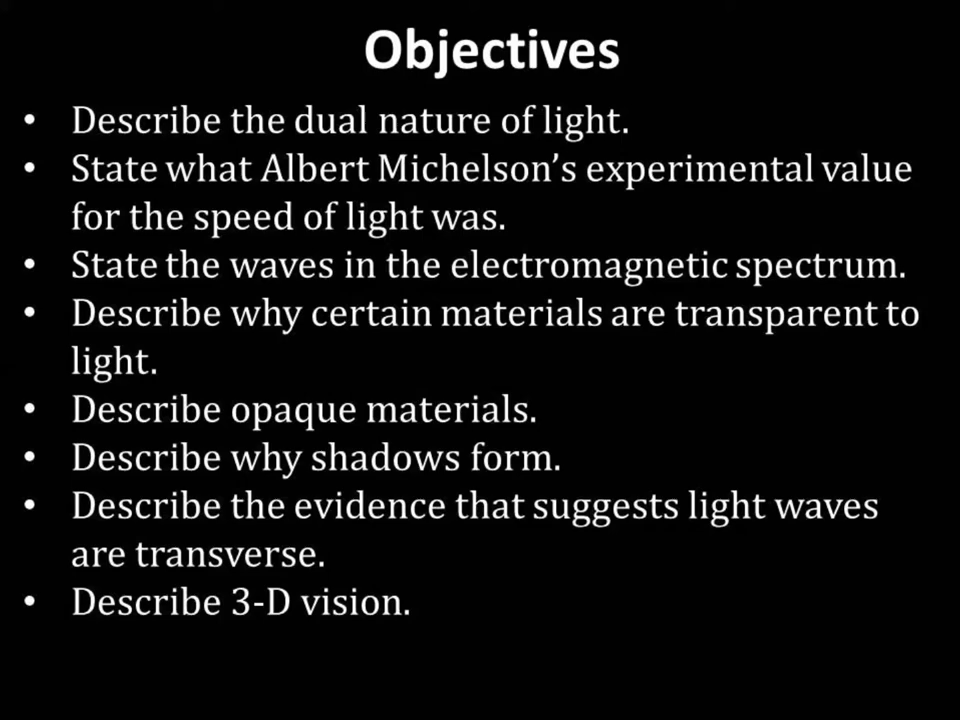 Objectives
• Describe the dual nature of light.
• State what Albert Michelson’s experimental value
for the speed of light was.
• State the waves in the electromagnetic spectrum.
• Describe why certain materials are transparent to
light.
• Describe opaque materials.
• Describe why shadows form.
• Describe the evidence that suggests light waves
are transverse.
• Describe 3-D vision.